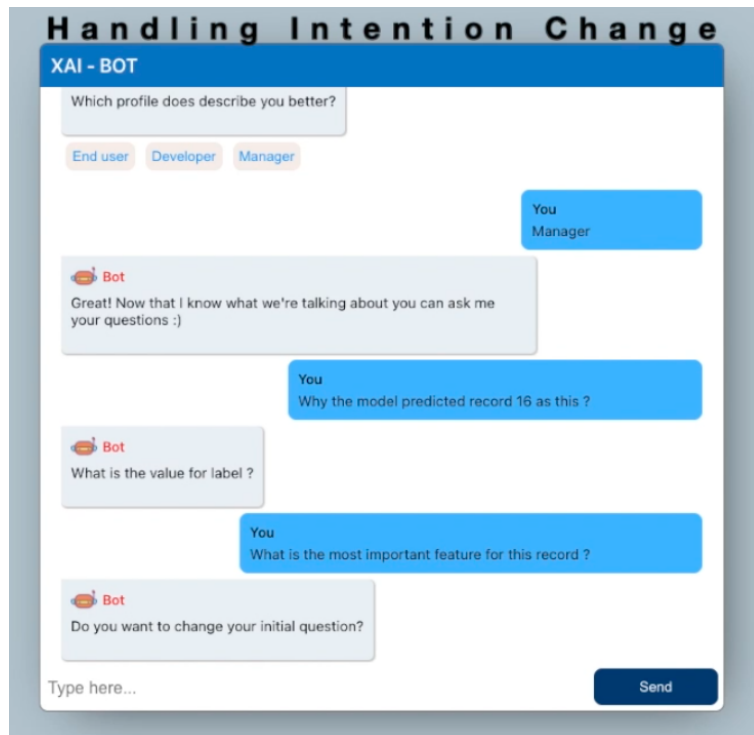 Handling Intention Change
XAI - BOT
Which profile does describe you better?
End user Developer Manager
You
Manager
Bot
Great! Now that I know what we're talking about you can ask me
your questions :)
You
Why the model predicted record 16 as this ?
Bot
What is the value for label ?
You
What is the most important feature for this record ?
Bot
Do you want to change your initial question?
Type here... Send